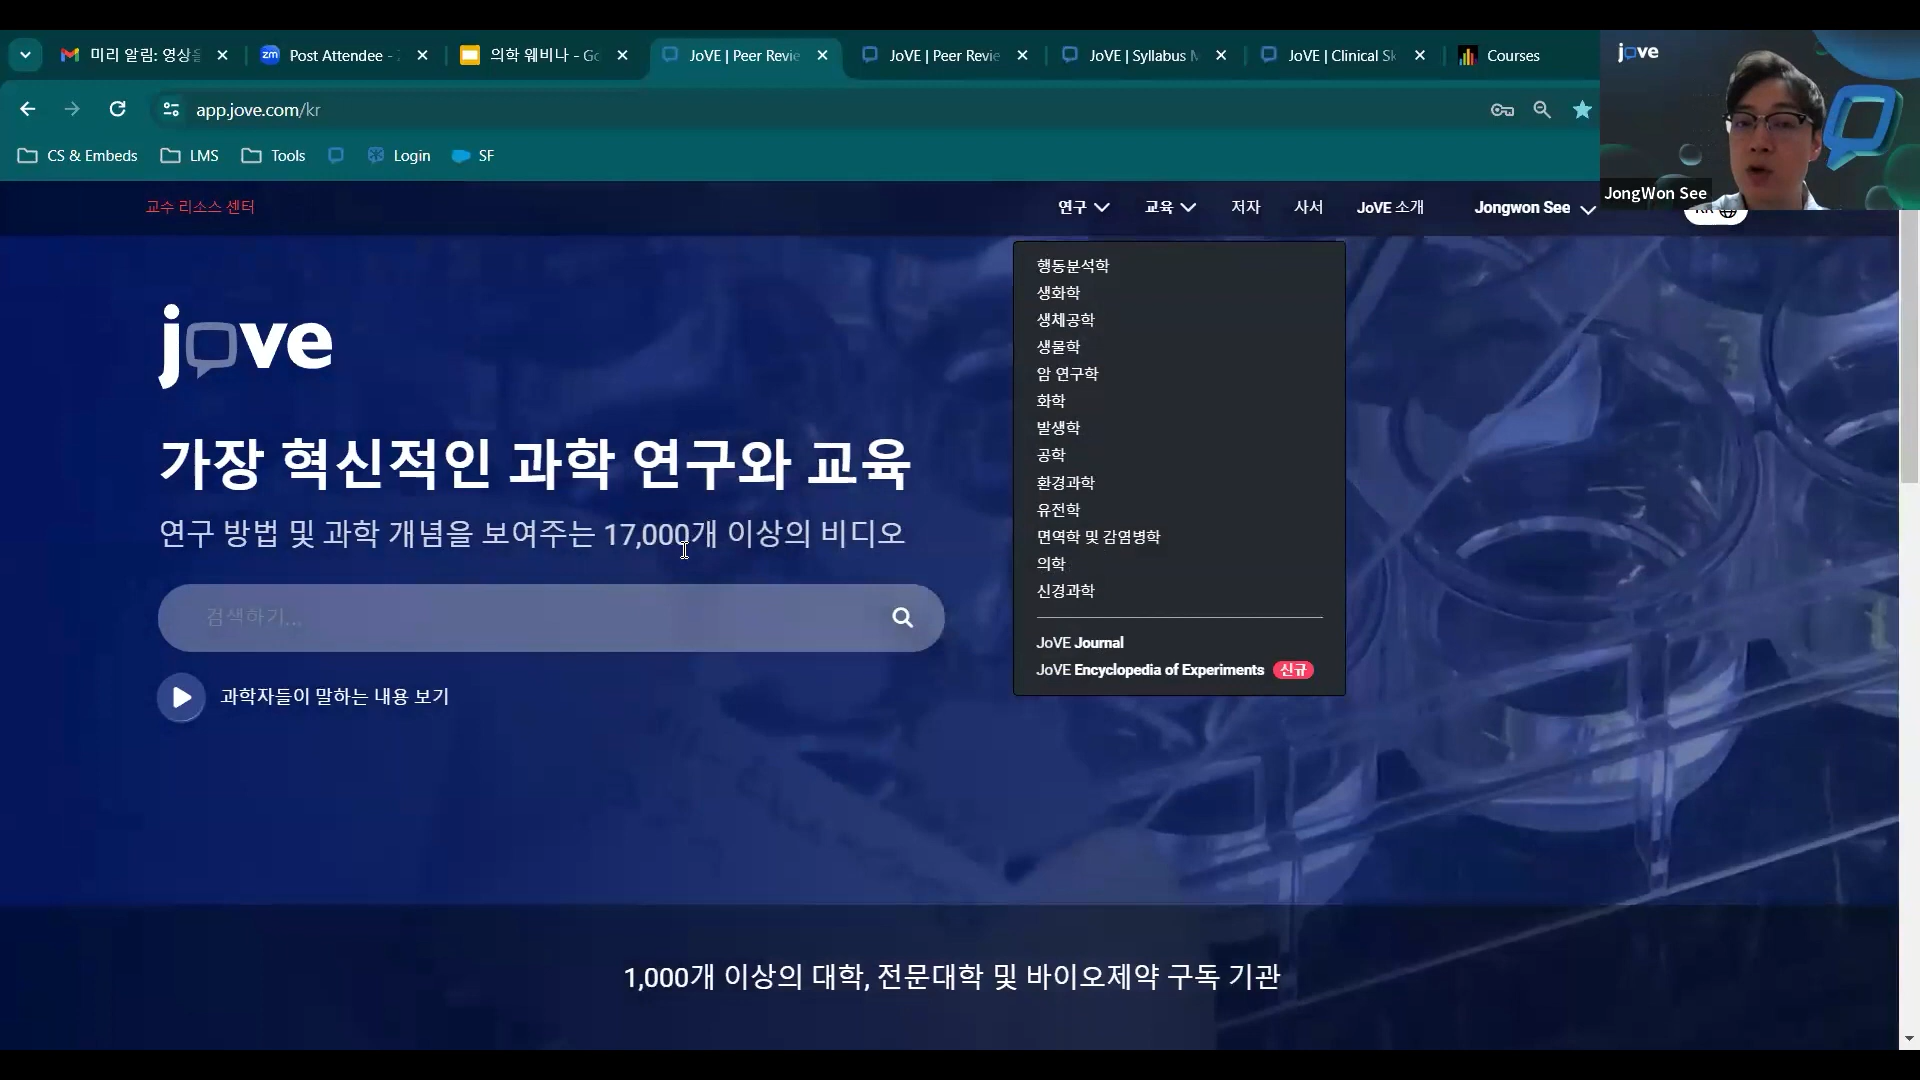 미리 알림: 영상을
Post Attendee -
의학 웨비나 - Go
JoVE | Peer Revie
JoVE | Peer Revie
JoVE | Syllabus M
JoVE | Clinical Sk
Courses
jove
app.jove.com/kr
CS & Embeds
LMS
Tools
Login
SF
JongWon See
교수 리소스 센터
연구
교육
저자
사서
JoVE 소개
Jongwon See
KR
행동분석학
생화학
생체공학
생물학
암 연구학
화학
발생학
공학
환경과학
유전학
면역학 및 감염병학
의학
신경과학
JoVE Journal
JoVE Encyclopedia of Experiments 신규
jove
가장 혁신적인 과학 연구와 교육
연구 방법 및 과학 개념을 보여주는 17,000개 이상의 비디오
검색하기...
과학자들이 말하는 내용 보기
1,000개 이상의 대학, 전문대학 및 바이오제약 구독 기관